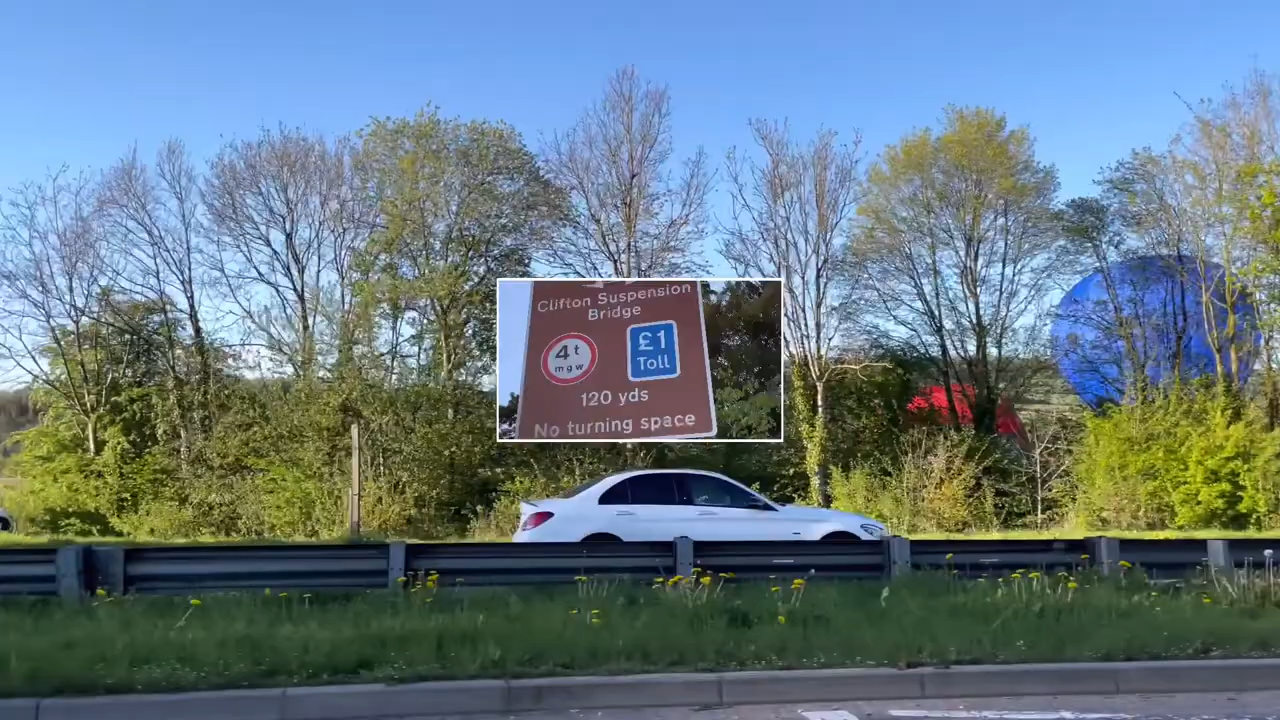 Clifton Suspension
Bridge
4t
mgw
£1
Toll
120 yds
No turning space